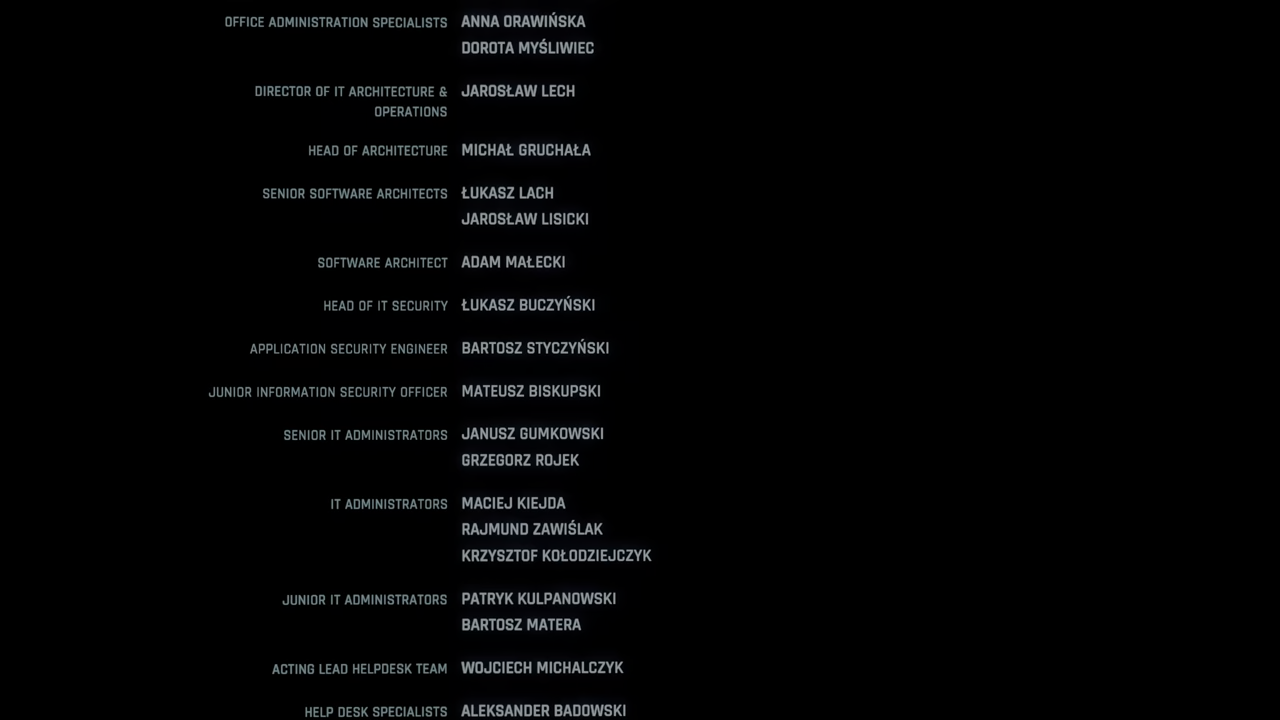 OFFICE ADMINISTRATION SPECIALISTS ANNA ORAWIŃSKA
DOROTA MYŚLIWIEC
DIRECTOR OF IT ARCHITECTURE & JAROSŁAW LECH
OPERATIONS
HEAD OF ARCHITECTURE MICHAŁ GRUCHAŁA
SENIOR SOFTWARE ARCHITECTS ŁUKASZ LACH
JAROSŁAW LISICKI
SOFTWARE ARCHITECT ADAM MAŁECKI
HEAD OF IT SECURITY ŁUKASZ BUCZYŃSKI
APPLICATION SECURITY ENGINEER BARTOSZ STYCZYŃSKI
JUNIOR INFORMATION SECURITY OFFICER MATEUSZ BISKUPSKI
SENIOR IT ADMINISTRATORS JANUSZ GUMKOWSKI
GRZEGORZ ROJEK
IT ADMINISTRATORS MACIEJ KIEJDA
RAJMUND ZAWIŚLAK
KRZYSZTOF KOŁODZIEJCZYK
JUNIOR IT ADMINISTRATORS PATRYK KULPANOWSKI
BARTOSZ MATERA
ACTING LEAD HELPDESK TEAM WOJCIECH MICHALCZYK
HELP DESK SPECIALISTS ALEKSANDER BADOWSKI